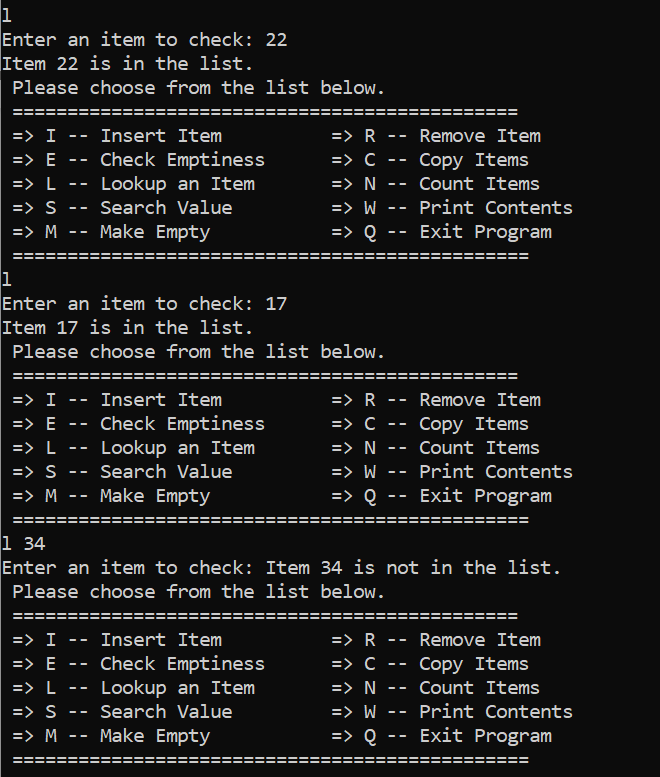 l
Enter an item to check: 22
Item 22 is in the list.
 Please choose from the list below.
 ==============================================
 => I -- Insert Item          => R -- Remove Item
 => E -- Check Emptiness      => C -- Copy Items
 => L -- Lookup an Item       => N -- Count Items
 => S -- Search Value         => W -- Print Contents
 => M -- Make Empty           => Q -- Exit Program
 ===============================================
l
Enter an item to check: 17
Item 17 is in the list.
 Please choose from the list below.
 ==============================================
 => I -- Insert Item          => R -- Remove Item
 => E -- Check Emptiness      => C -- Copy Items
 => L -- Lookup an Item       => N -- Count Items
 => S -- Search Value         => W -- Print Contents
 => M -- Make Empty           => Q -- Exit Program
 ===============================================
l 34
Enter an item to check: Item 34 is not in the list.
 Please choose from the list below.
 ==============================================
 => I -- Insert Item          => R -- Remove Item
 => E -- Check Emptiness      => C -- Copy Items
 => L -- Lookup an Item       => N -- Count Items
 => S -- Search Value         => W -- Print Contents
 => M -- Make Empty           => Q -- Exit Program
 ===============================================